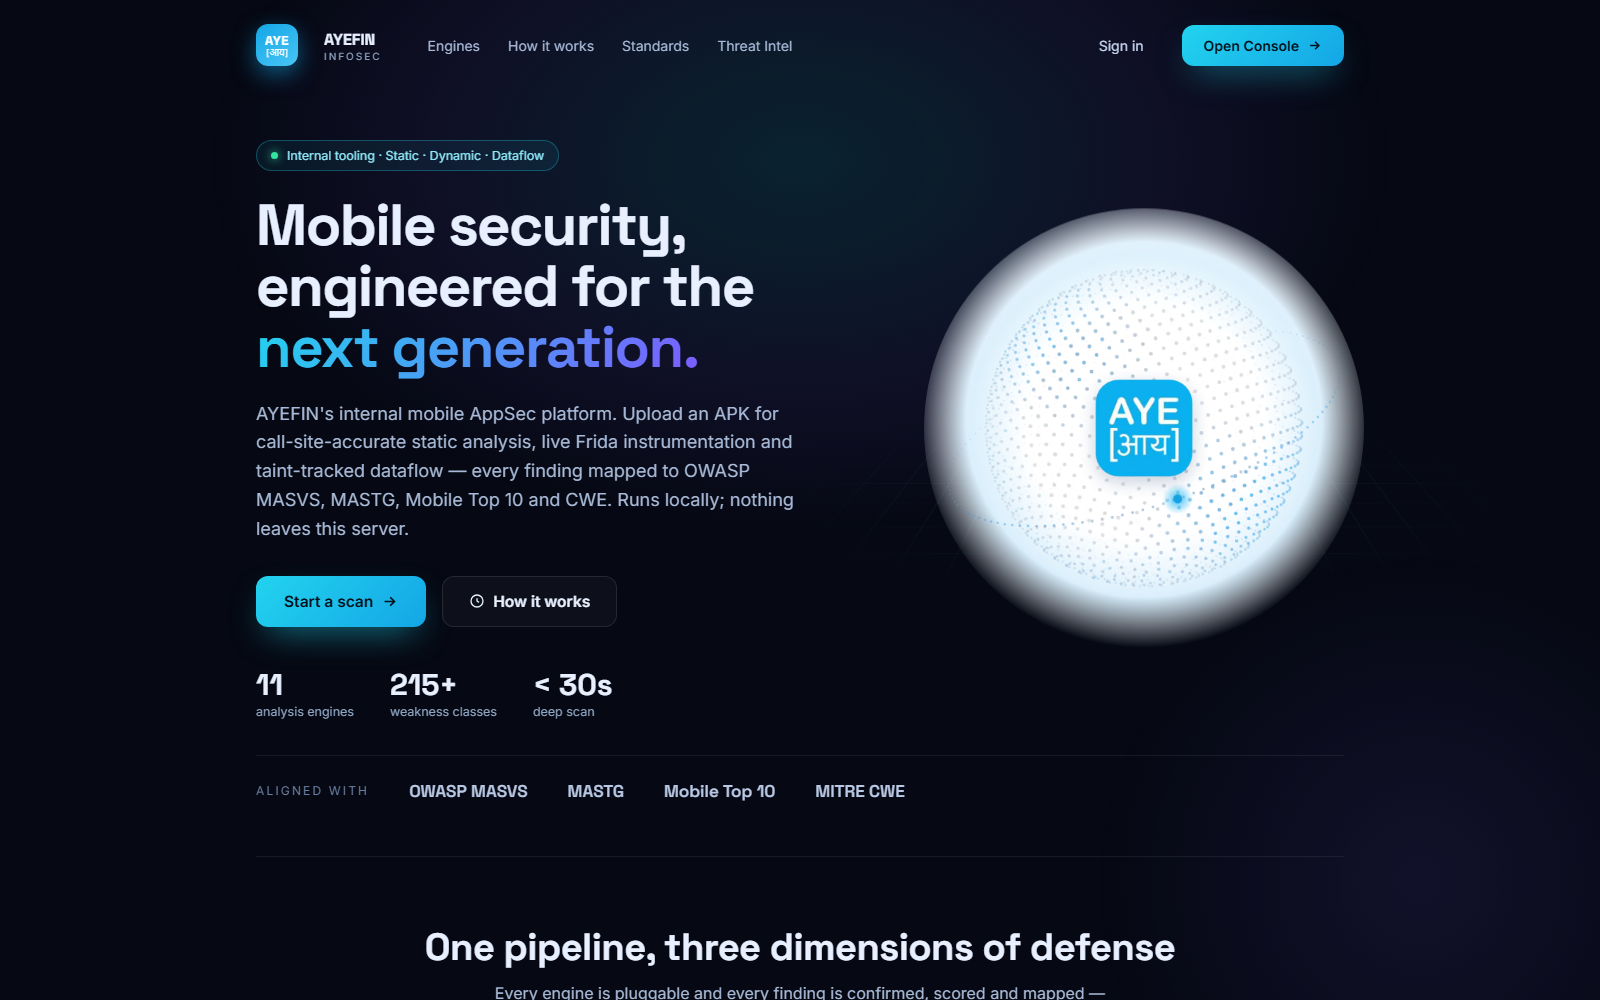 AYE
[आय]
AYEFIN
INFOSEC
Engines
How it works
Standards
Threat Intel
Sign in
Open Console →
Internal tooling · Static · Dynamic · Dataflow
Mobile security,
engineered for the
next generation.
AYEFIN's internal mobile AppSec platform. Upload an APK for
call-site-accurate static analysis, live Frida instrumentation and
taint-tracked dataflow — every finding mapped to OWASP
MASVS, MASTG, Mobile Top 10 and CWE. Runs locally; nothing
leaves this server.
AYE
[आय]
Start a scan →
How it works
11
analysis engines
215+
weakness classes
< 30s
deep scan
ALIGNED WITH
OWASP MASVS
MASTG
Mobile Top 10
MITRE CWE
One pipeline, three dimensions of defense
Every engine is pluggable and every finding is confirmed, scored and mapped —